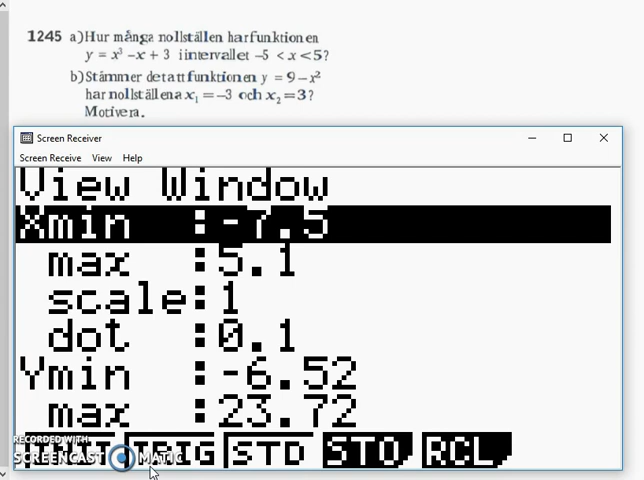 1245 a) Hur många nollställen har funktionen
y = x³ – x + 3 i intervallet –5 < x < 5?
b) Stämmer det att funktionen y = 9 – x²
har nollställena x₁ = –3 och x₂ = 3?
Motivera.
Screen Receiver
Screen Receive View Help
View Window
Xmin :-7.5
max :5.1
scale:1
dot :0.1
Ymin :-6.52
max :23.72
INIT TRIG STD STO RCL
RECORDED WITH
SCREENCAST MATIC